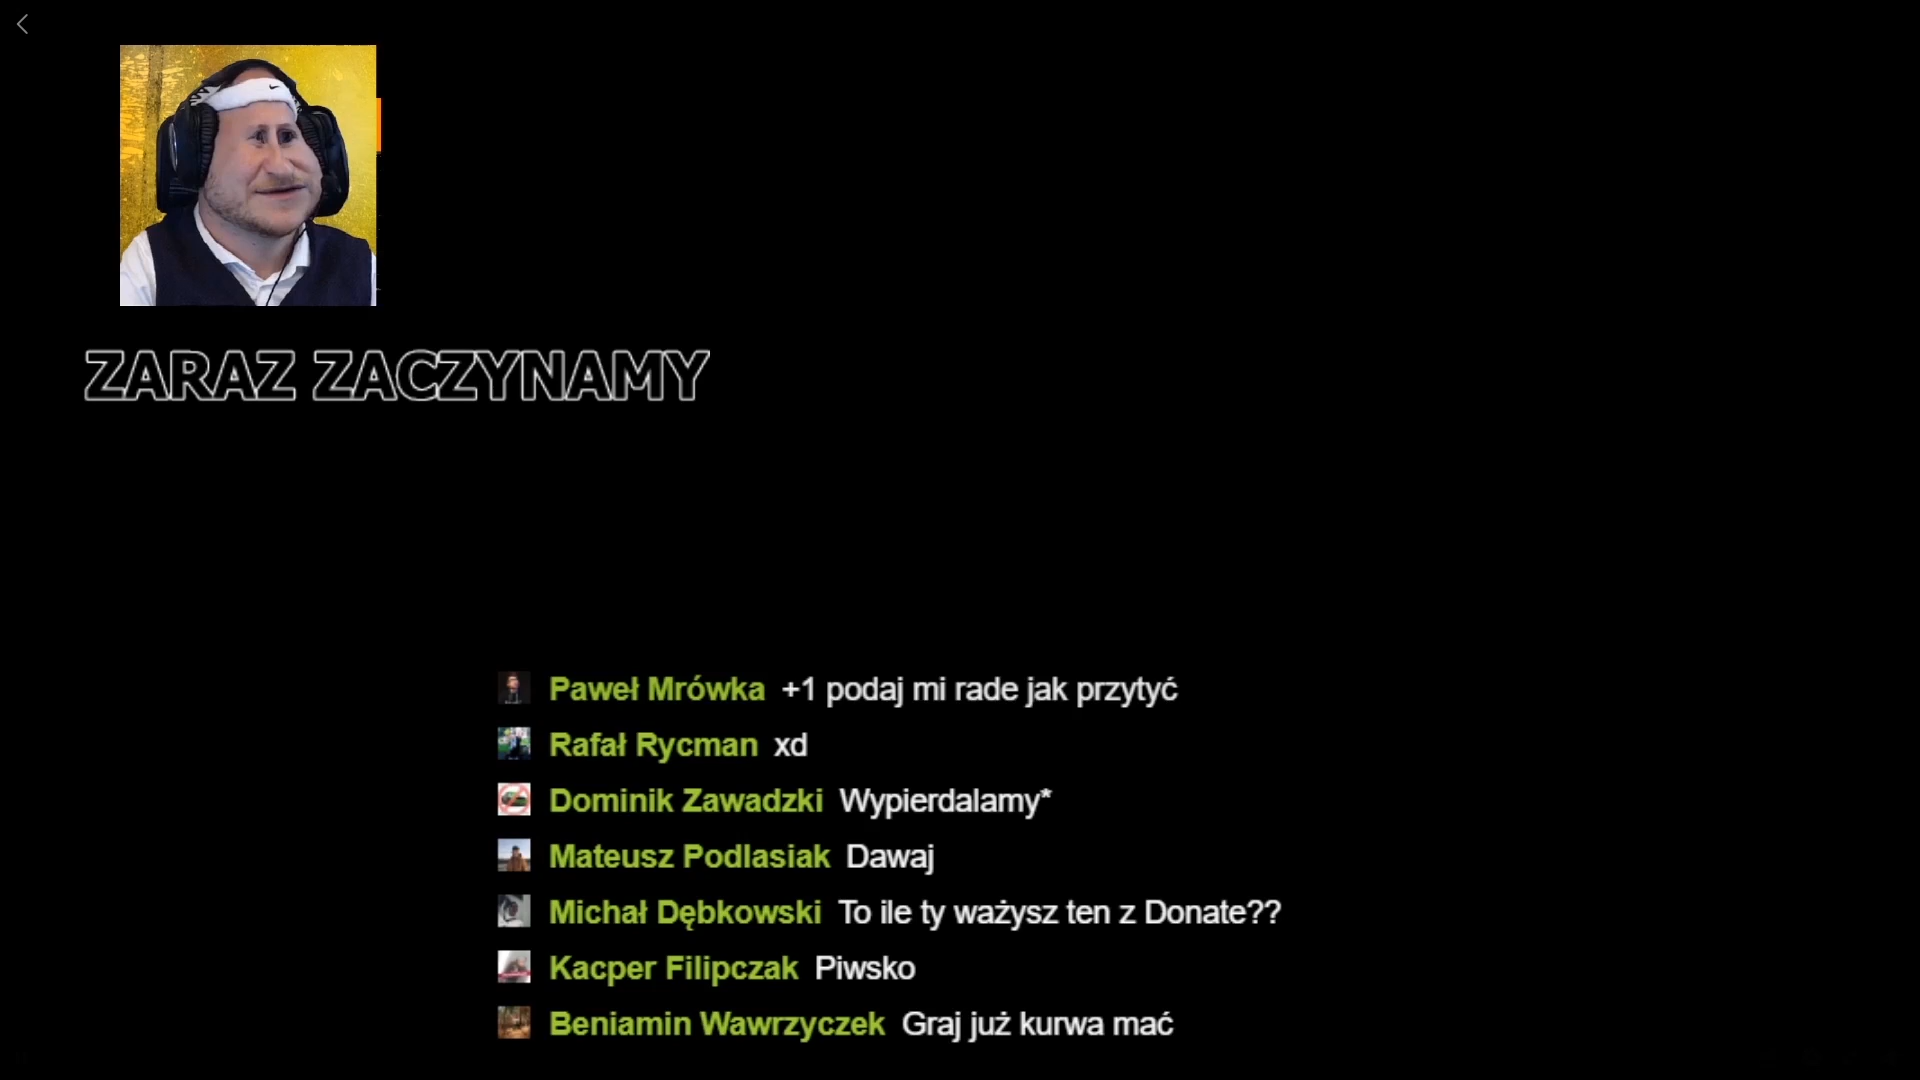 ZARAZ ZACZYNAMY
Paweł Mrówka +1 podaj mi rade jak przytyć
Rafał Rycman xd
Dominik Zawadzki Wypierdalamy*
Mateusz Podlasiak Dawaj
Michał Dębkowski To ile ty ważysz ten z Donate??
Kacper Filipczak Piwsko
Beniamin Wawrzyczek Graj już kurwa mać